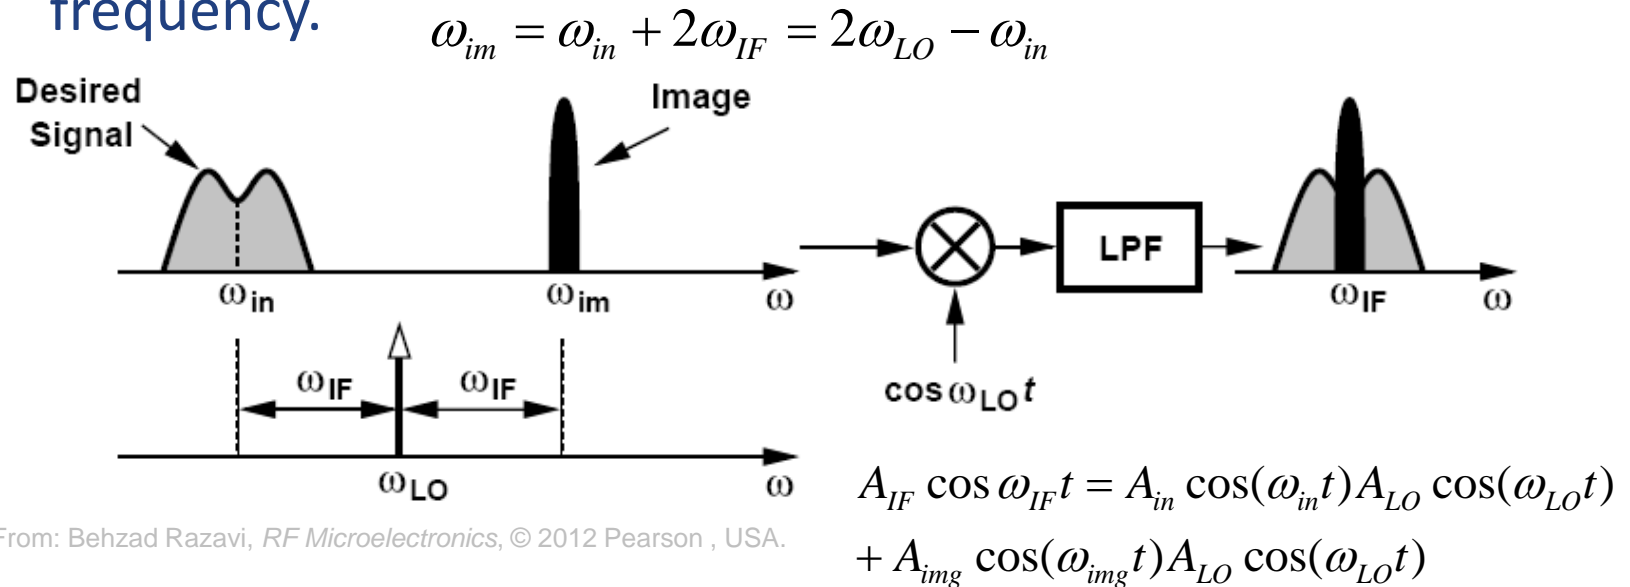 frequency.
ω_im = ω_in + 2ω_IF = 2ω_LO − ω_in
Desired
Signal
Image
ω_in
ω_im
ω
LPF
ω_IF
ω
cos ω_LO t
ω_IF
ω_IF
ω_LO
ω
A_IF cos ω_IF t = A_in cos(ω_in t)A_LO cos(ω_LO t)
+ A_img cos(ω_img t)A_LO cos(ω_LO t)
From: Behzad Razavi, RF Microelectronics, © 2012 Pearson , USA.